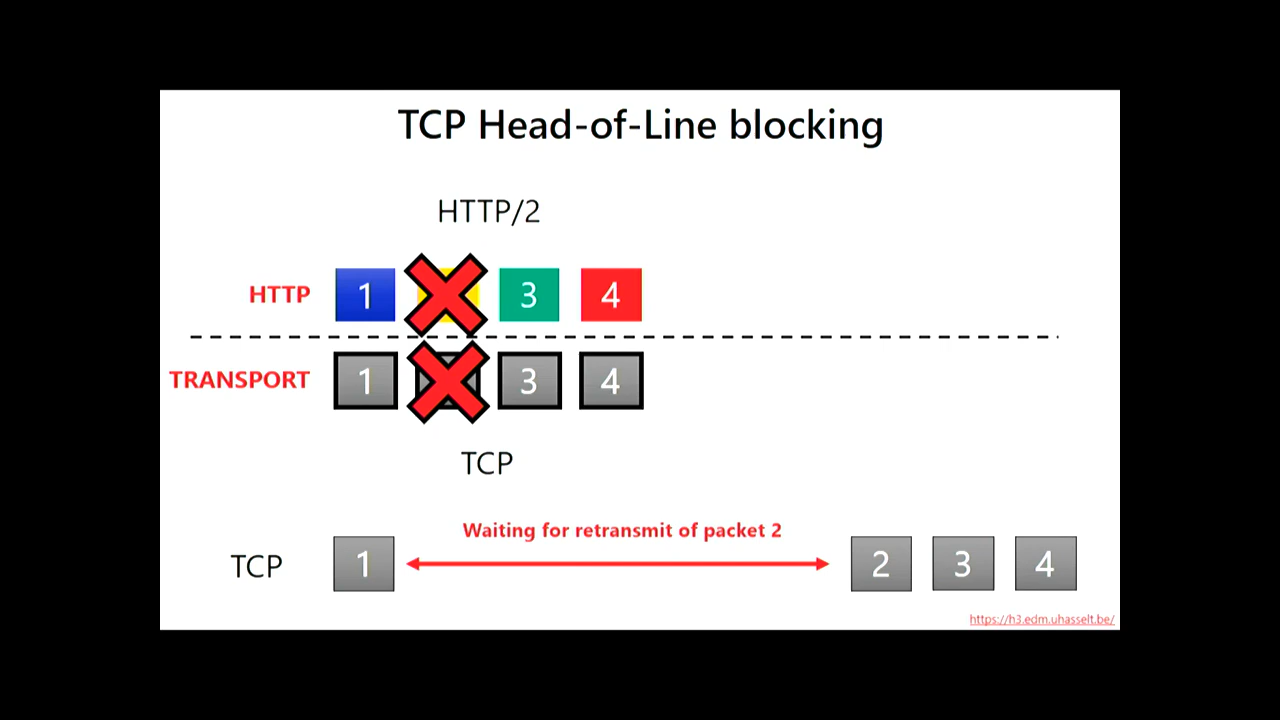 TCP Head-of-Line blocking
HTTP/2
HTTP 1 3 4
TRANSPORT 1 3 4
TCP
Waiting for retransmit of packet 2
TCP 1 2 3 4
https://h3.edm.uhasselt.be/